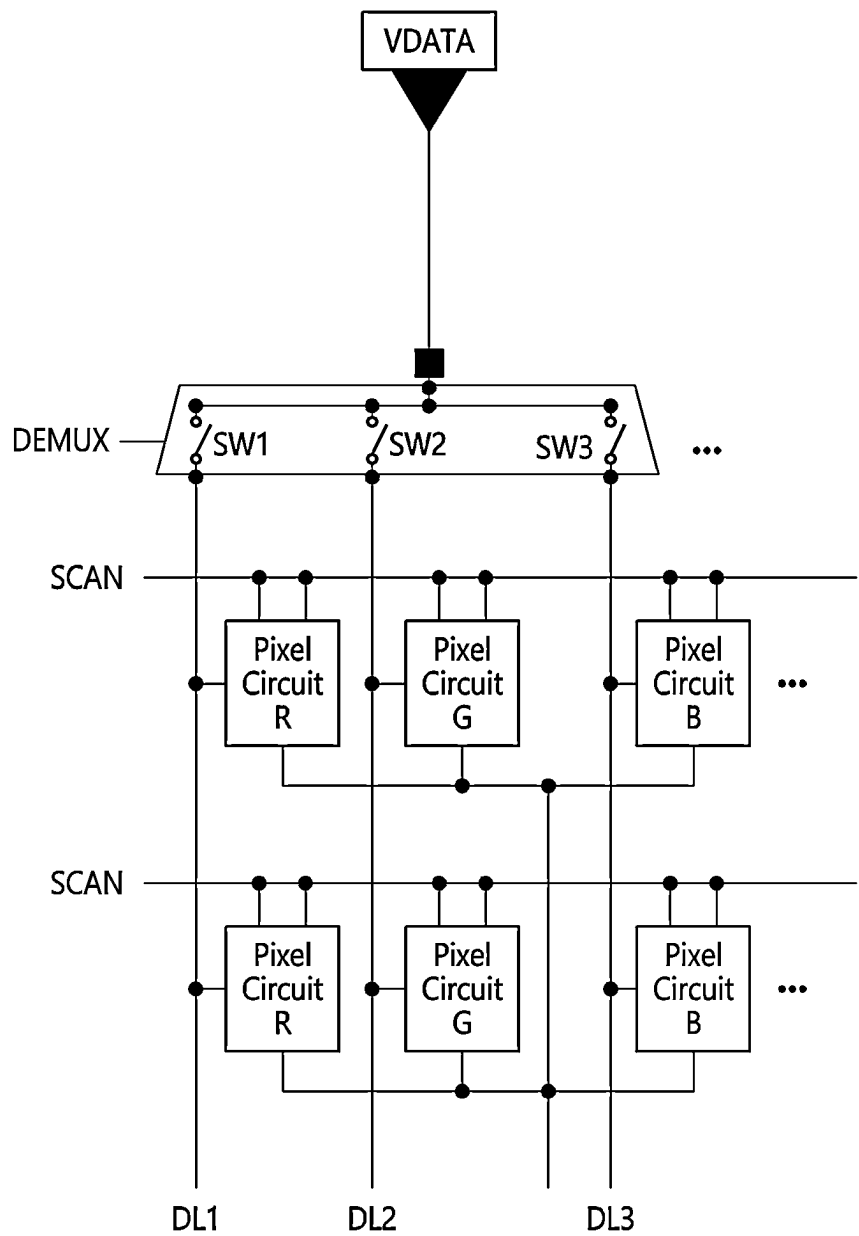 VDATA
DEMUX
SW1
SW2
SW3
...
SCAN
Pixel
Circuit
R
Pixel
Circuit
G
Pixel
Circuit
B
...
SCAN
Pixel
Circuit
R
Pixel
Circuit
G
Pixel
Circuit
B
...
DL1
DL2
DL3